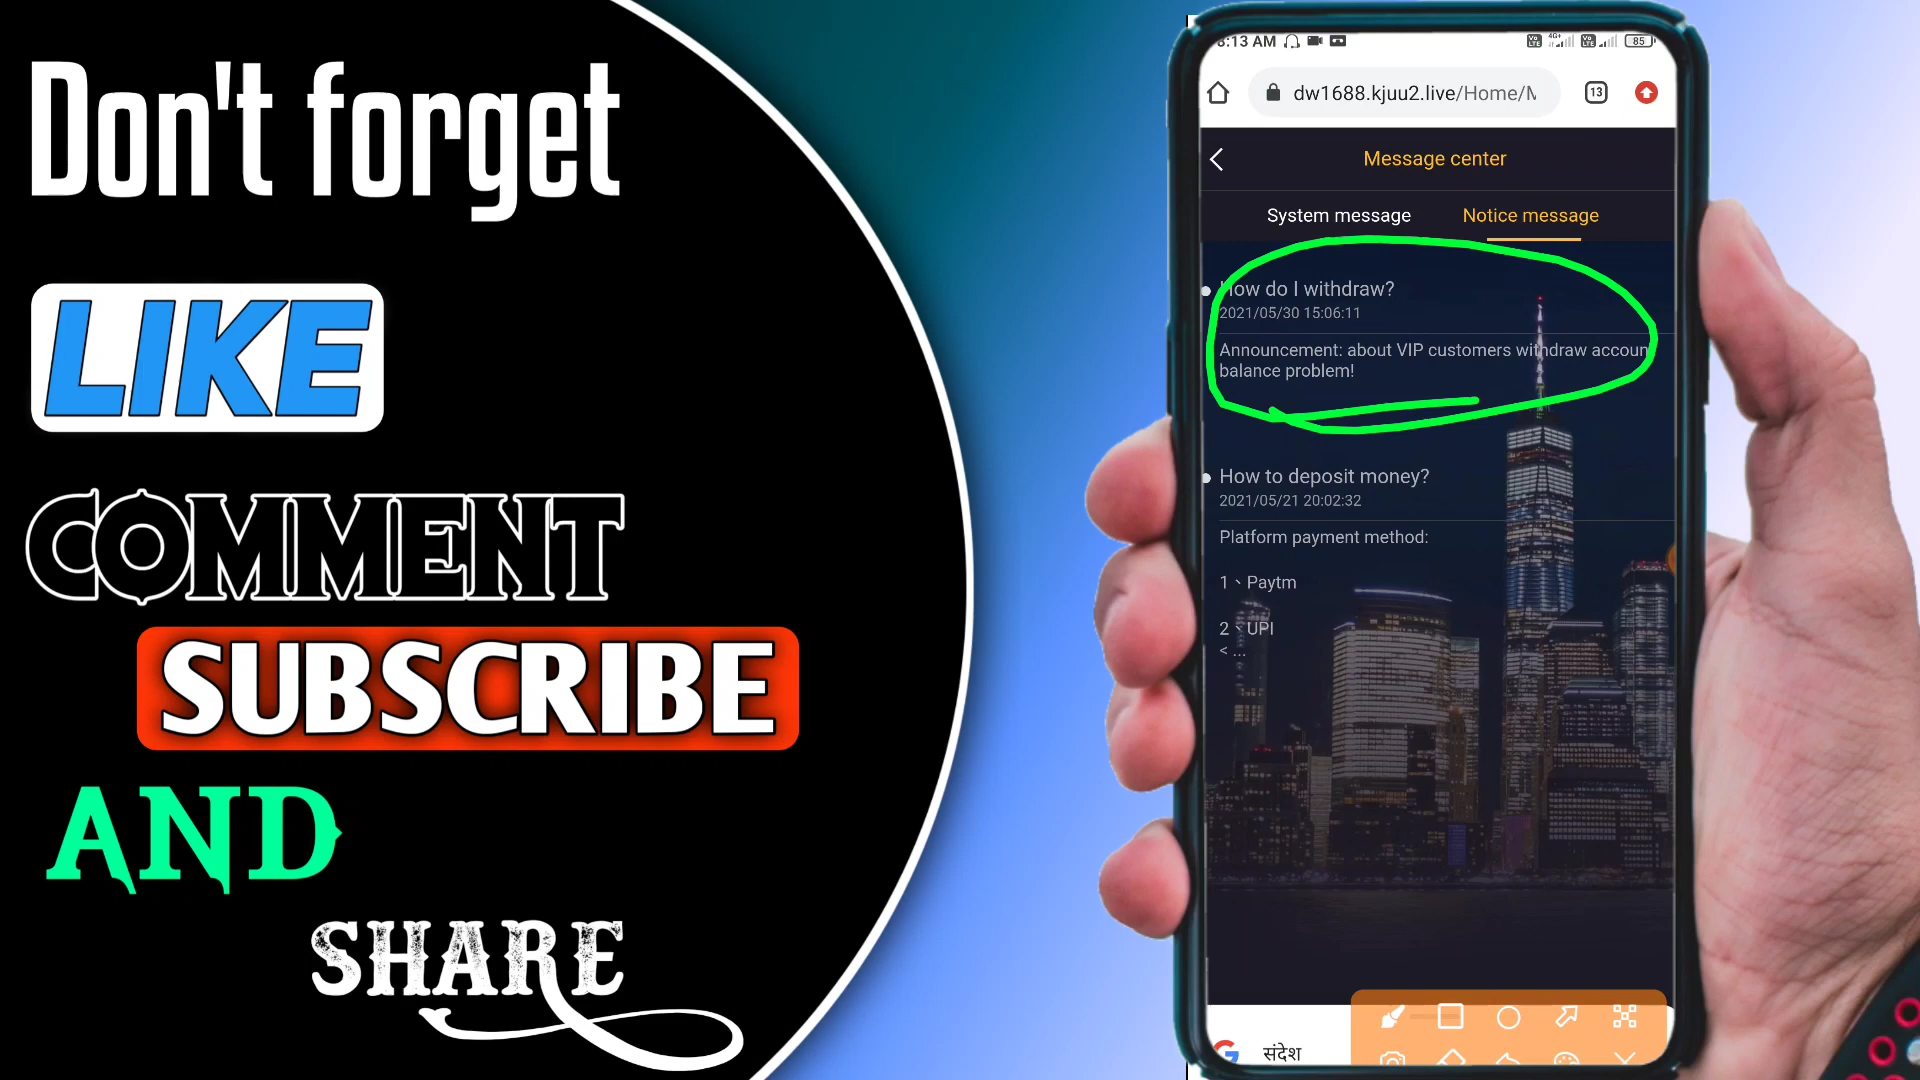 Don't forget
LIKE
COMMENT
SUBSCRIBE
AND
SHARE
8:13 AM
4G+
85
dw1688.kjuu2.live/Home/M
13
Message center
System message
Notice message
How do I withdraw?
2021/05/30 15:06:11
Announcement: about VIP customers withdraw accoun
balance problem!
How to deposit money?
2021/05/21 20:02:32
Platform payment method:
1、Paytm
2、UPI
< ...
G संदेश